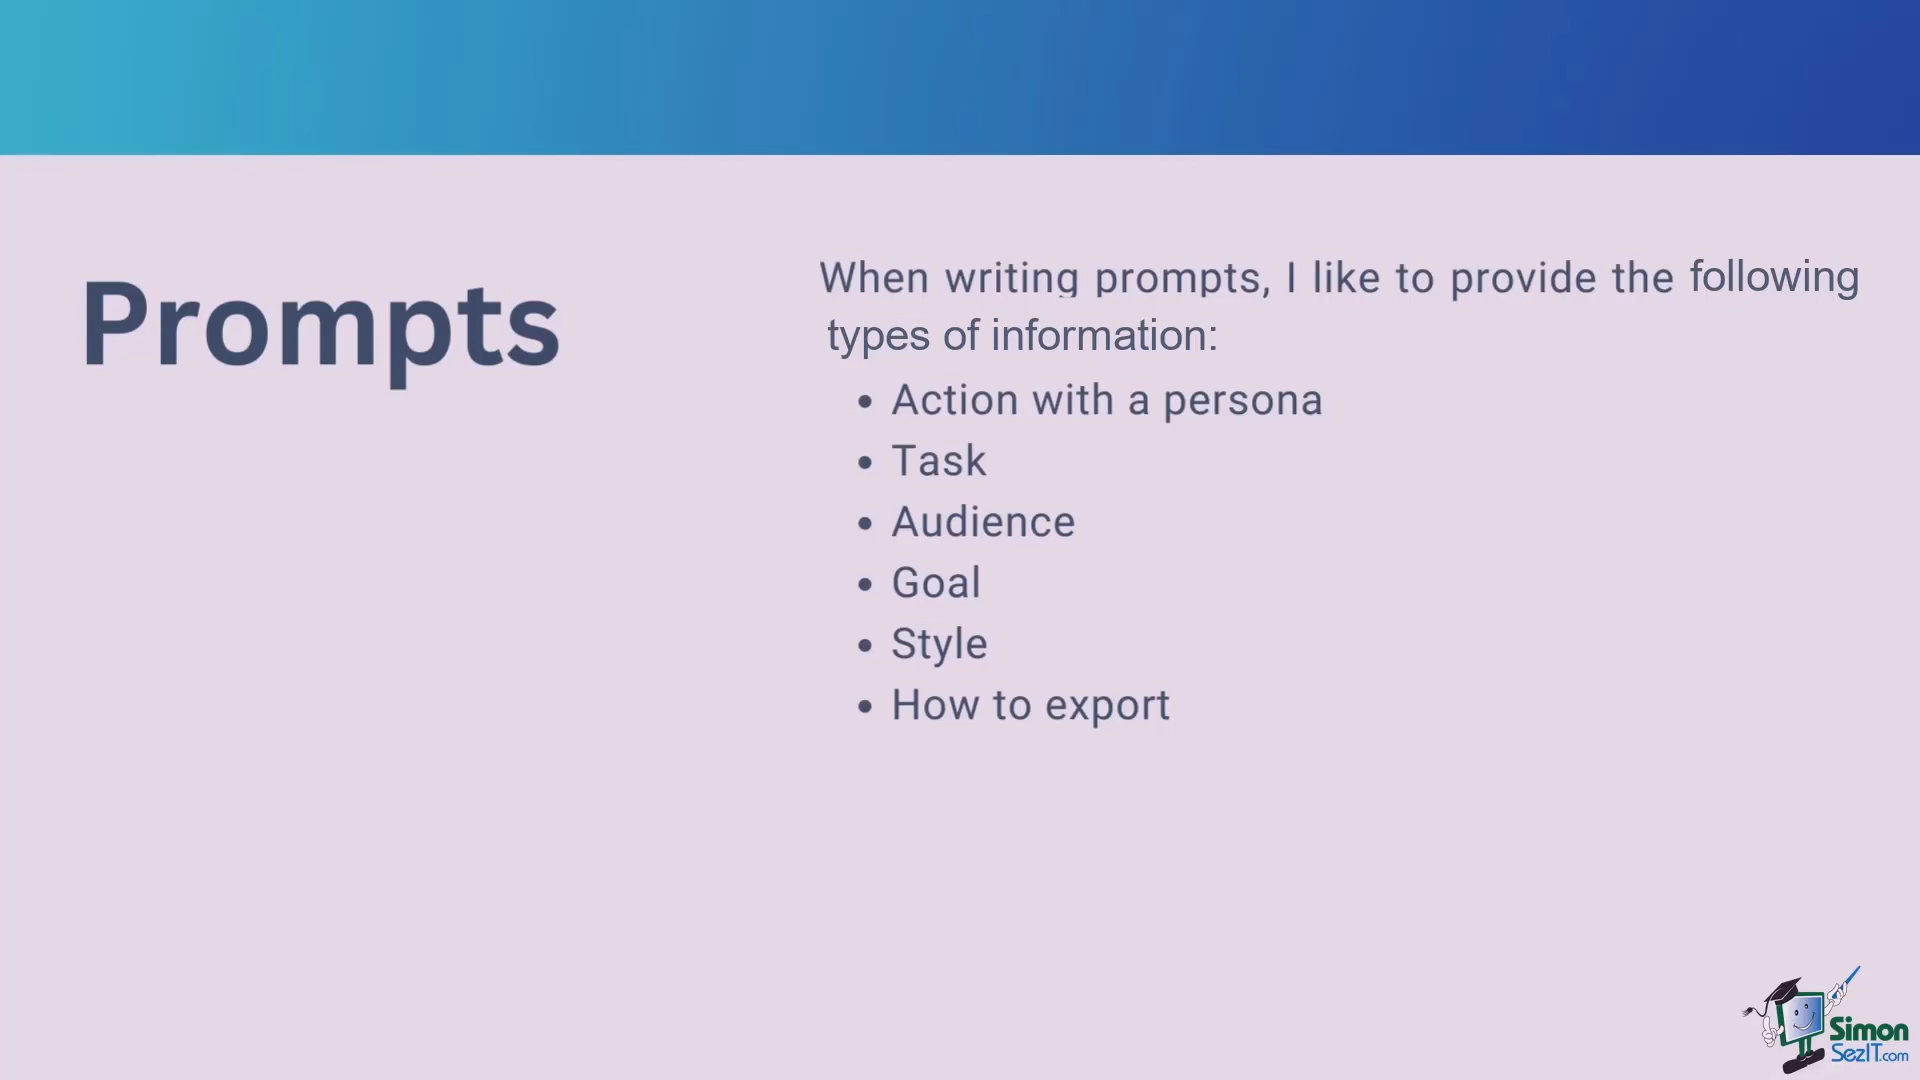 Prompts
When writing prompts, I like to provide the following
types of information:
• Action with a persona
• Task
• Audience
• Goal
• Style
• How to export
Simon
SezIT.com